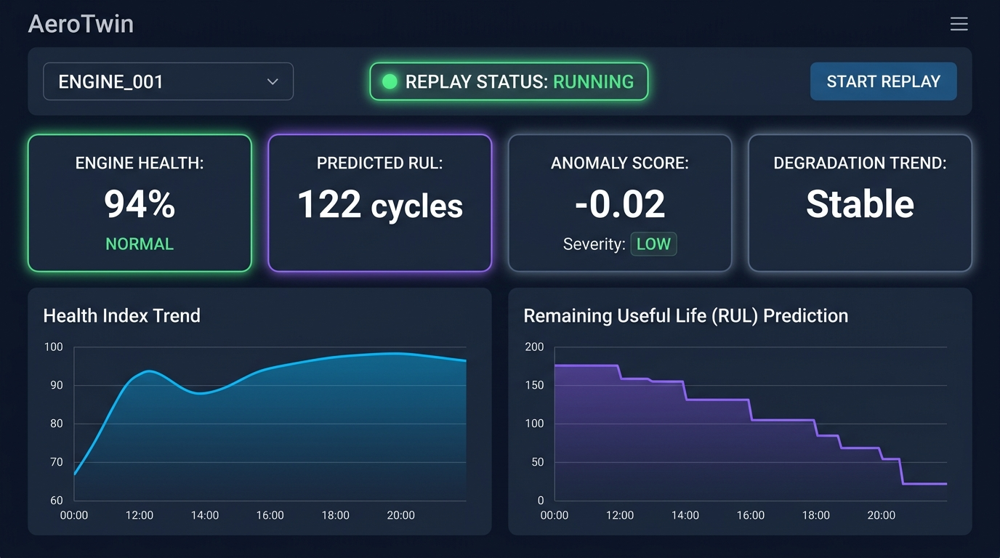 AeroTwin
ENGINE_001
REPLAY STATUS: RUNNING
START REPLAY
ENGINE HEALTH:
94%
NORMAL
PREDICTED RUL:
122 cycles
ANOMALY SCORE:
-0.02
Severity: LOW
DEGRADATION TREND:
Stable
Health Index Trend
100
90
80
70
60
00:00 12:00 14:00 16:00 18:00 20:00
Remaining Useful Life (RUL) Prediction
200
150
100
50
0
00:00 12:00 14:00 16:00 18:00 20:00